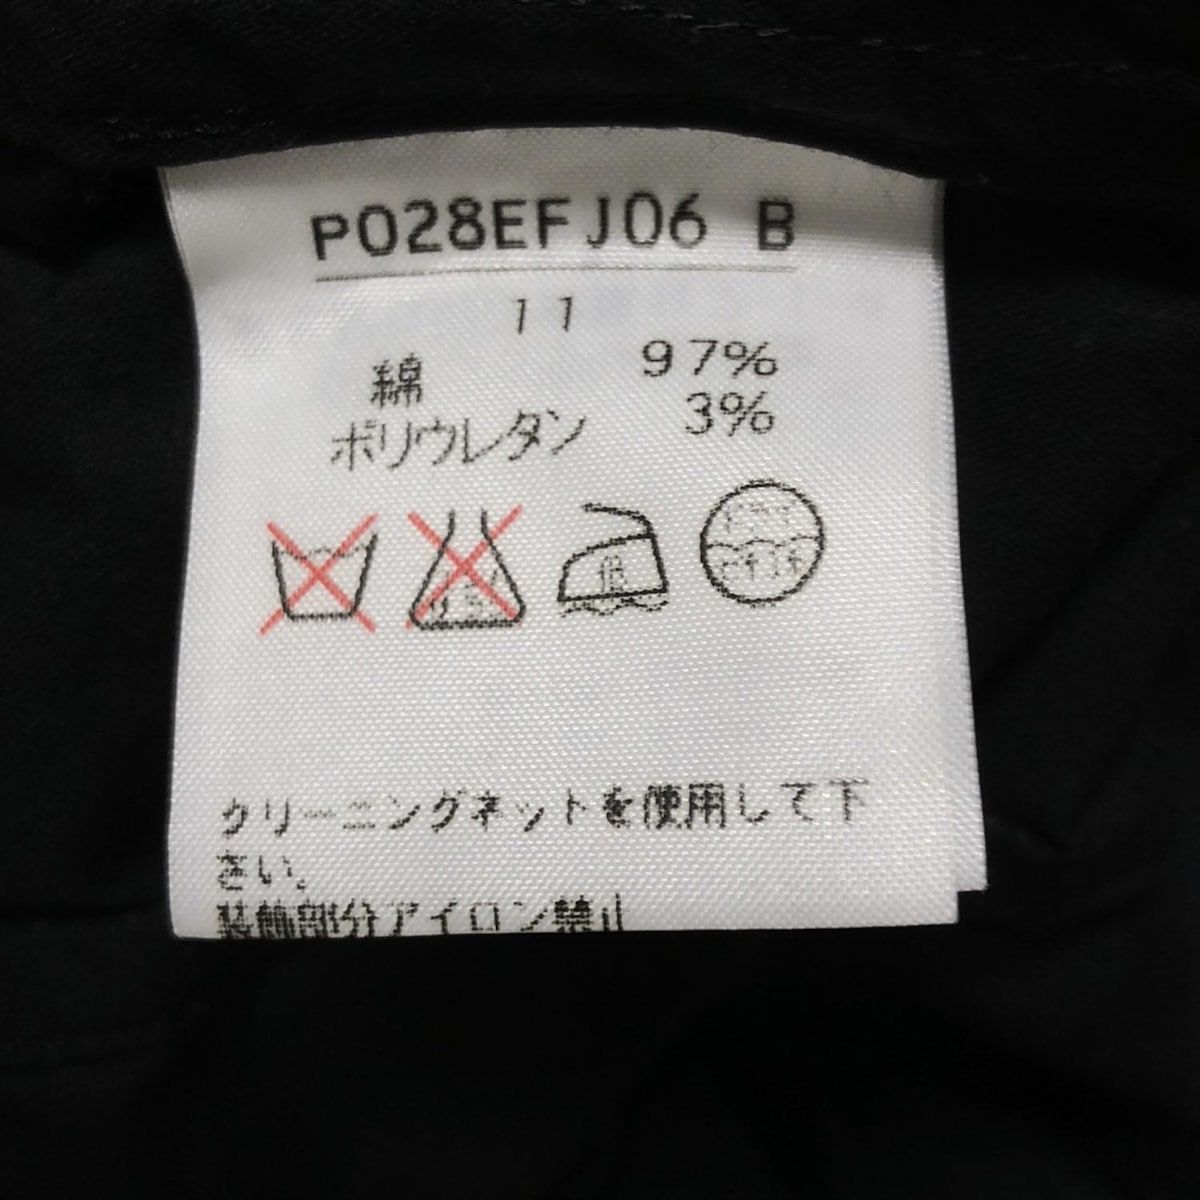 P028EFJ06 B
11
綿 97%
ポリウレタン 3%
低
クリーニングネットを使用して下
さい。
装飾部分アイロン禁止